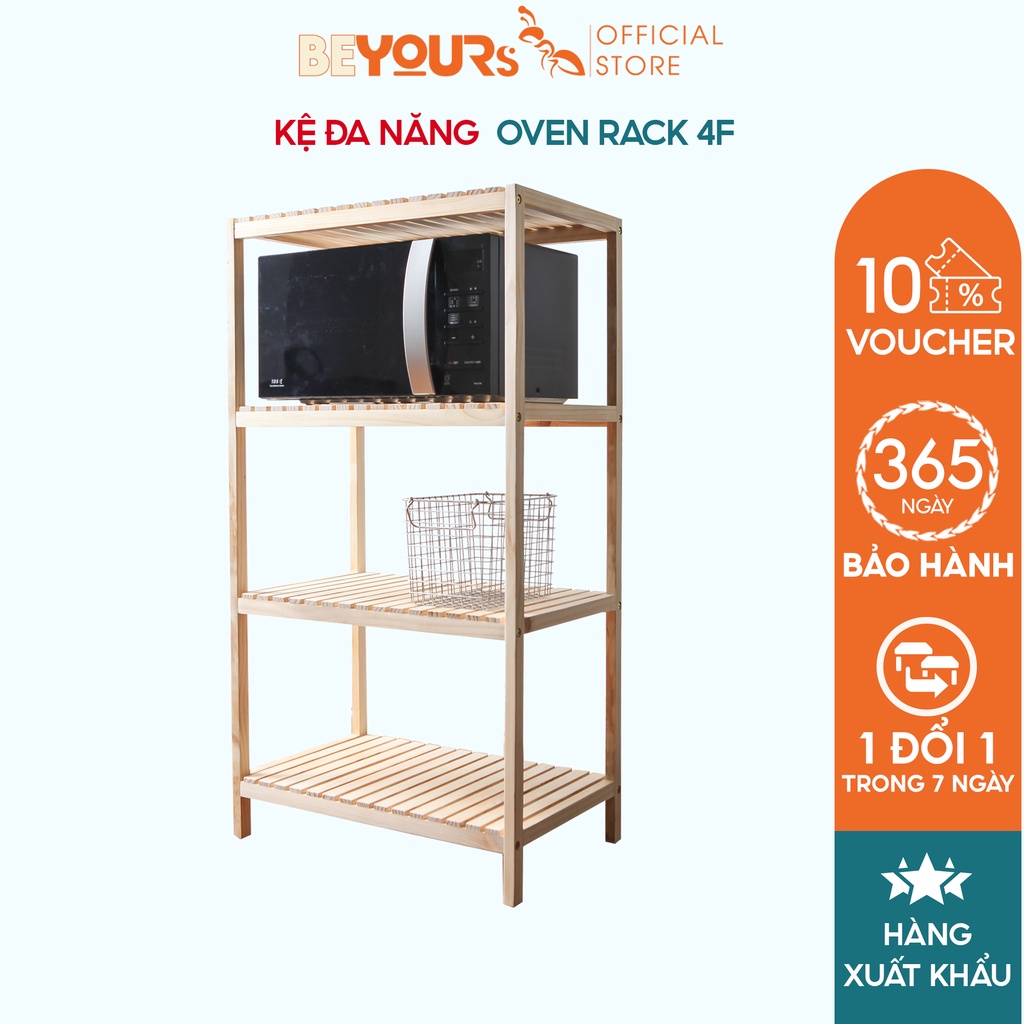 BEYOURs
OFFICIAL
STORE
KỆ ĐA NĂNG OVEN RACK 4F
10
%
VOUCHER
365
NGÀY
BẢO HÀNH
1 ĐỔI 1
TRONG 7 NGÀY
HÀNG
XUẤT KHẨU